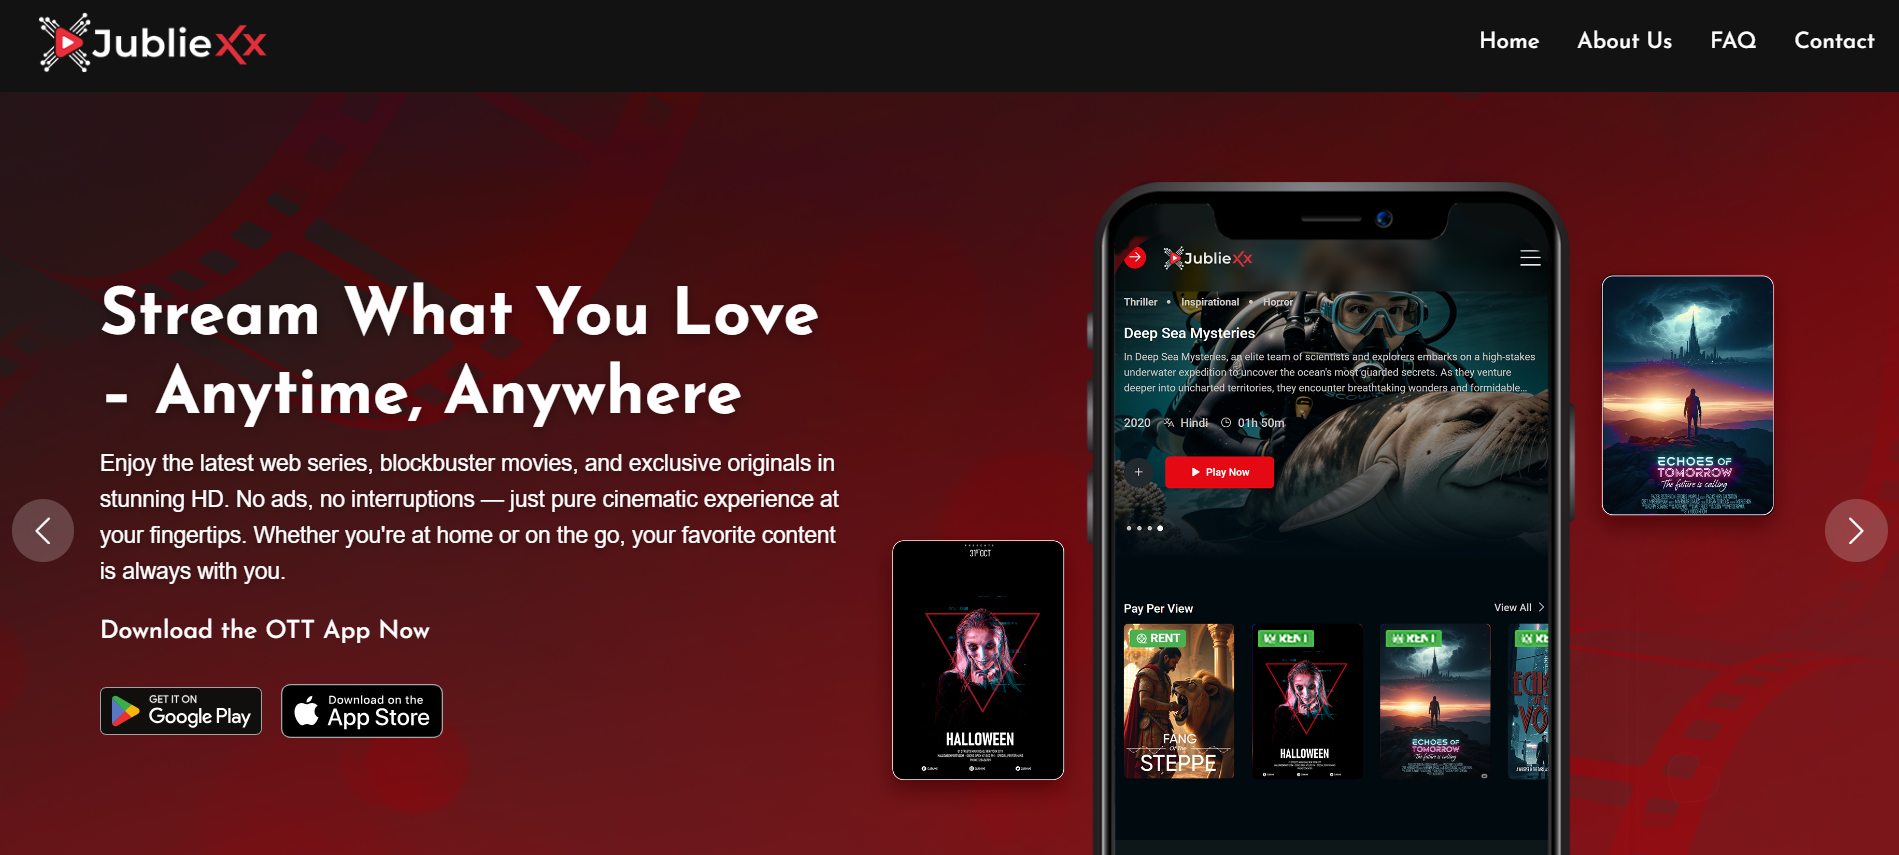 JublieXx
Home
About Us
FAQ
Contact
Stream What You Love
– Anytime, Anywhere
Enjoy the latest web series, blockbuster movies, and exclusive originals in
stunning HD. No ads, no interruptions — just pure cinematic experience at
your fingertips. Whether you're at home or on the go, your favorite content
is always with you.
Download the OTT App Now
GET IT ON
Google Play
Download on the
App Store
31ST OCT
HALLOWEEN
JublieXx
Thriller • Inspirational • Horror
Deep Sea Mysteries
In Deep Sea Mysteries, an elite team of scientists and explorers embarks on a high-stakes
underwater expedition to uncover the ocean's most guarded secrets. As they venture
deeper into uncharted territories, they encounter breathtaking wonders and formidable...
2020 Hindi 01h 50m
+
Play Now
Pay Per View
View All
RENT
FANG
OF THE
STEPPE
RENT
HALLOWEEN
RENT
ECHOES OF
TOMORROW
The future is calling
ECHOES OF
TOMORROW
The future is calling